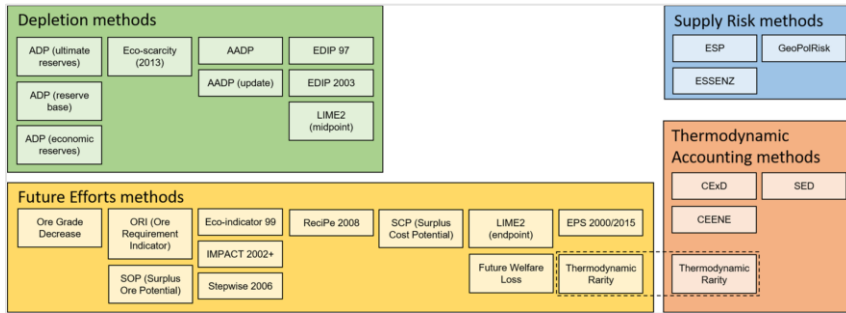 Depletion methods
ADP (ultimate
reserves)
Eco-scarcity
(2013)
AADP
EDIP 97
ADP (reserve
base)
AADP (update)
EDIP 2003
ADP (economic
reserves)
LIME2
(midpoint)
Supply Risk methods
ESP
GeoPolRisk
ESSENZ
Thermodynamic
Accounting methods
CExD
SED
CEENE
Thermodynamic
Rarity
Future Efforts methods
Ore Grade
Decrease
ORI (Ore
Requirement
Indicator)
Eco-indicator 99
ReciPe 2008
SCP (Surplus
Cost Potential)
LIME2
(endpoint)
EPS 2000/2015
IMPACT 2002+
SOP (Surplus
Ore Potential)
Stepwise 2006
Future Welfare
Loss
Thermodynamic
Rarity